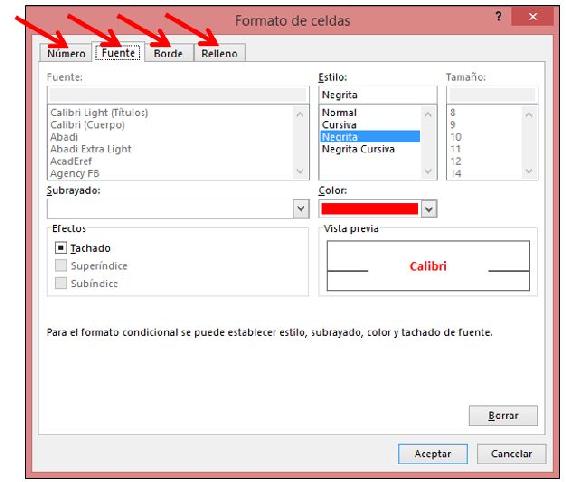 Formato de celdas
?
Número Fuente Borde Relleno
Fuente: Estilo: Tamaño:
Negrita
Calibri Light (Títulos) Normal 8
Calibri (Cuerpo) Cursiva 9
Abadi Negrita 10
Abadi Extra Light Negrita Cursiva 11
AcadEref 12
Agency FB 14
Subrayado: Color:
Efectos Vista previa
Tachado
Superíndice Calibri
Subíndice
Para el formato condicional se puede establecer estilo, subrayado, color y tachado de fuente.
Borrar
Aceptar Cancelar